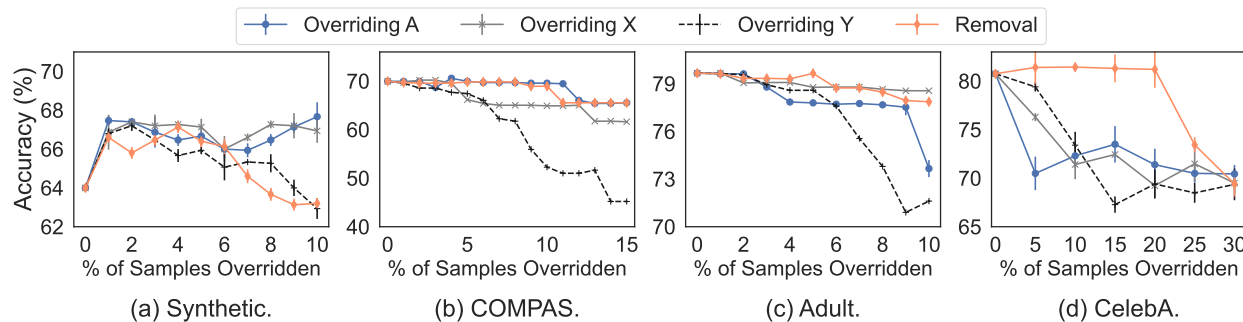 Overriding A Overriding X Overriding Y Removal
Accuracy (%)
70 68 66 64 62
0 2 4 6 8 10
% of Samples Overridden
(a) Synthetic.
80 70 60 50 40
0 5 10 15
% of Samples Overridden
(b) COMPAS.
79 76 73 70
0 2 4 6 8 10
% of Samples Overridden
(c) Adult.
80 75 70 65
0 5 10 15 20 25 30
% of Samples Overridden
(d) CelebA.